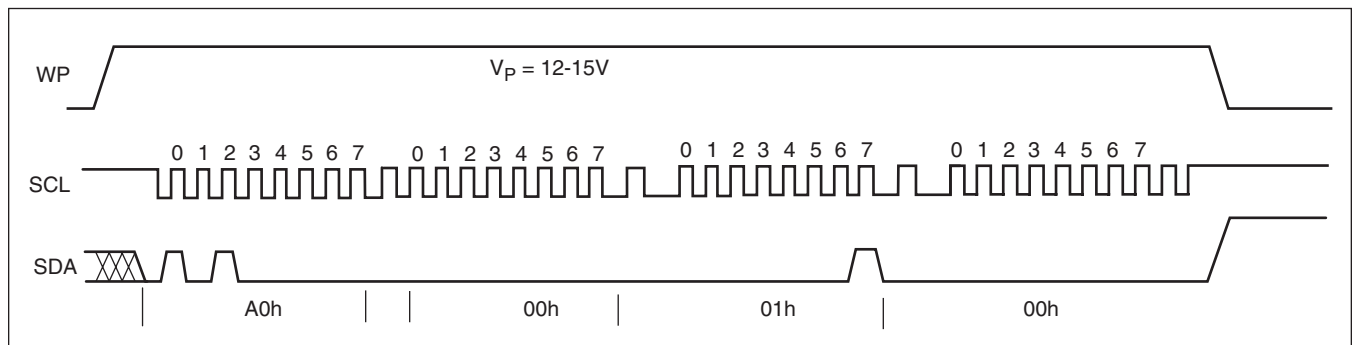 WP
V_P = 12-15V
0 1 2 3 4 5 6 7 0 1 2 3 4 5 6 7 0 1 2 3 4 5 6 7 0 1 2 3 4 5 6 7
SCL
SDA
A0h 00h 01h 00h